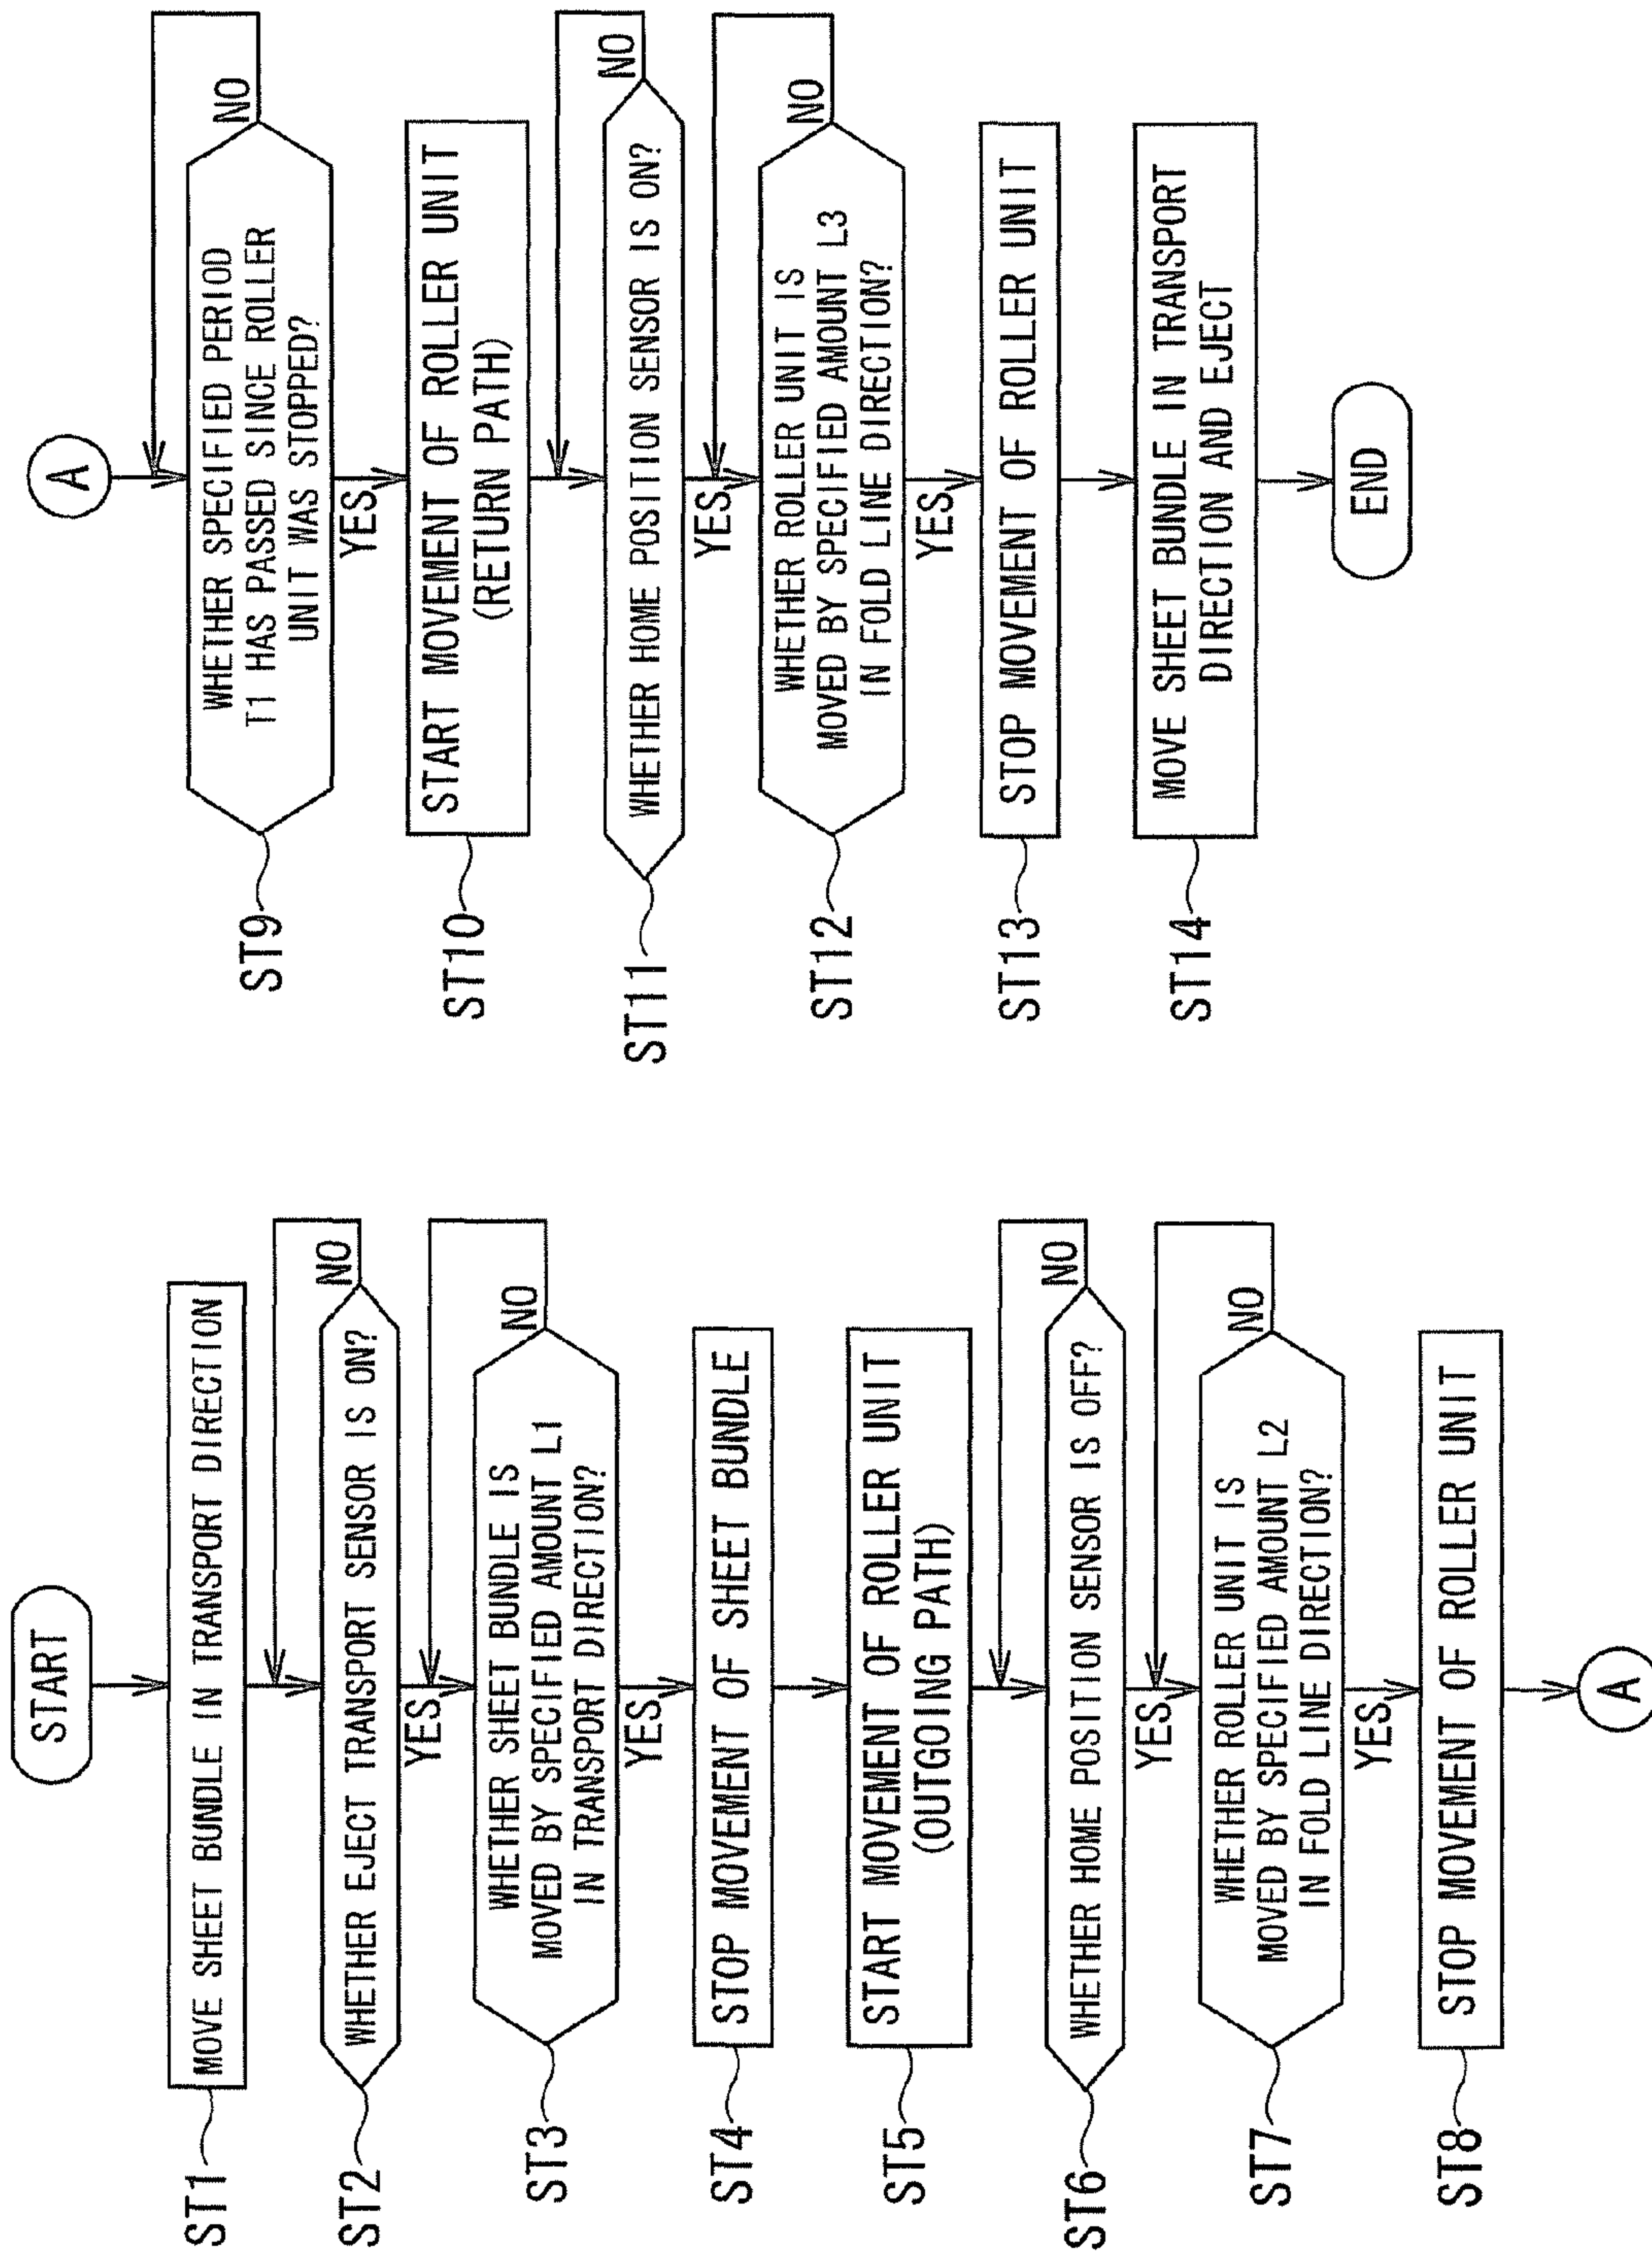 START
ST1
MOVE SHEET BUNDLE IN TRANSPORT DIRECTION
ST2
WHETHER EJECT TRANSPORT SENSOR IS ON?
NO
YES
ST3
WHETHER SHEET BUNDLE IS
MOVED BY SPECIFIED AMOUNT L1
IN TRANSPORT DIRECTION?
NO
YES
ST4
STOP MOVEMENT OF SHEET BUNDLE
ST5
START MOVEMENT OF ROLLER UNIT
(OUTGOING PATH)
ST6
WHETHER HOME POSITION SENSOR IS OFF?
NO
YES
ST7
WHETHER ROLLER UNIT IS
MOVED BY SPECIFIED AMOUNT L2
IN FOLD LINE DIRECTION?
NO
YES
ST8
STOP MOVEMENT OF ROLLER UNIT
A
A
ST9
WHETHER SPECIFIED PERIOD
T1 HAS PASSED SINCE ROLLER
UNIT WAS STOPPED?
NO
YES
ST10
START MOVEMENT OF ROLLER UNIT
(RETURN PATH)
ST11
WHETHER HOME POSITION SENSOR IS ON?
NO
YES
ST12
WHETHER ROLLER UNIT IS
MOVED BY SPECIFIED AMOUNT L3
IN FOLD LINE DIRECTION?
NO
YES
ST13
STOP MOVEMENT OF ROLLER UNIT
ST14
MOVE SHEET BUNDLE IN TRANSPORT
DIRECTION AND EJECT
END